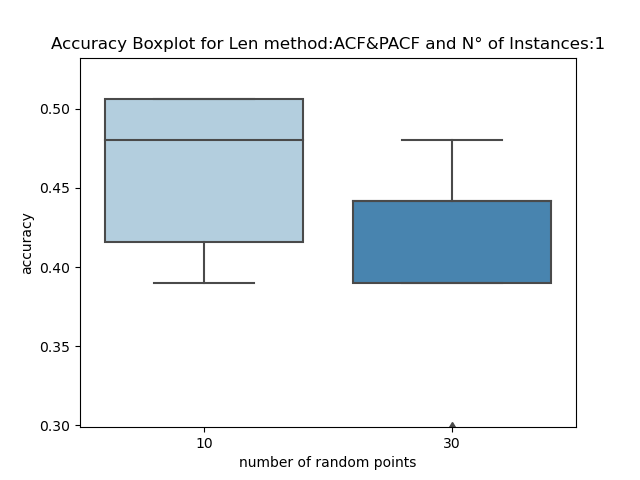 Accuracy Boxplot for Len method:ACF&PACF and N° of Instances:1
0.50
0.45
0.40
0.35
0.30
accuracy
10 30
number of random points